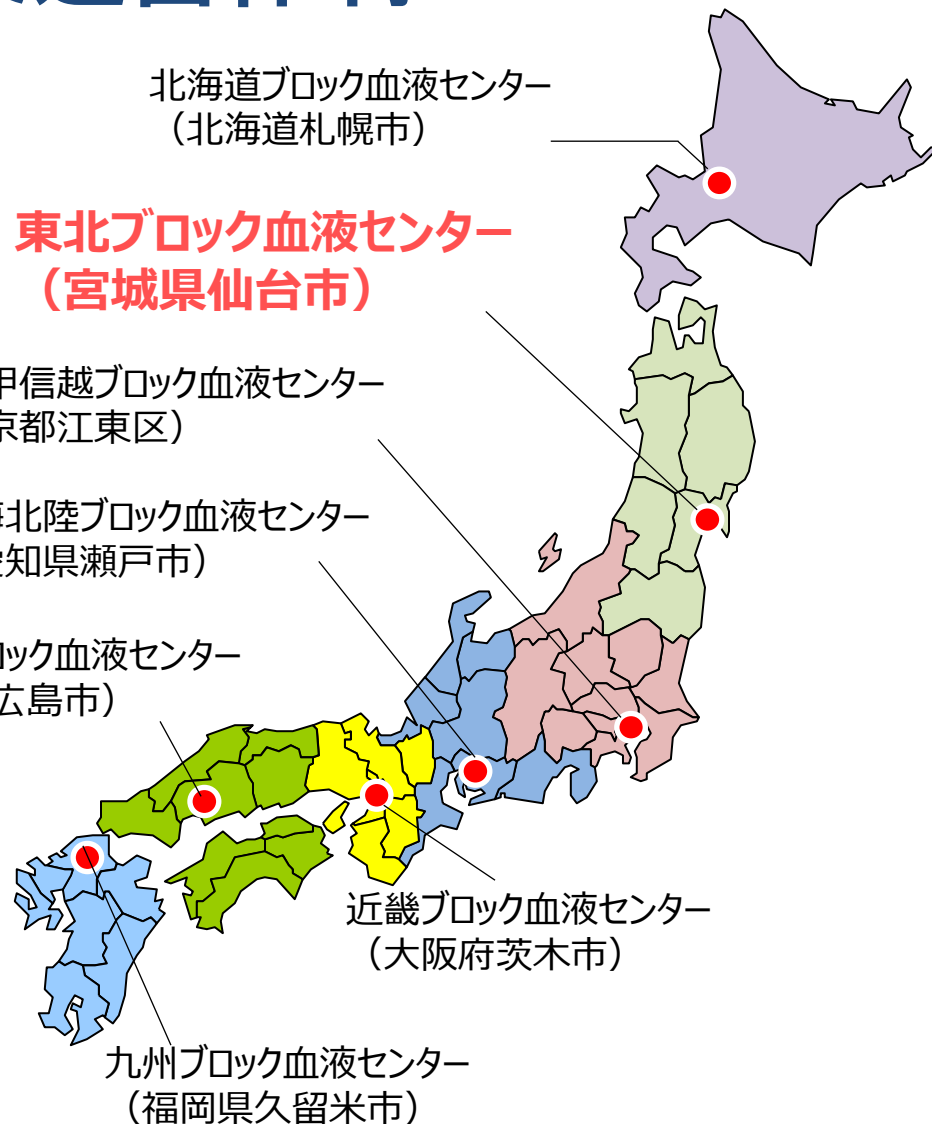 北海道ブロック血液センター
（北海道札幌市）
東北ブロック血液センター
（宮城県仙台市）
甲信越ブロック血液センター
京都江東区）
海北陸ブロック血液センター
愛知県瀬戸市）
ロック血液センター
広島市）
近畿ブロック血液センター
（大阪府茨木市）
九州ブロック血液センター
（福岡県久留米市）